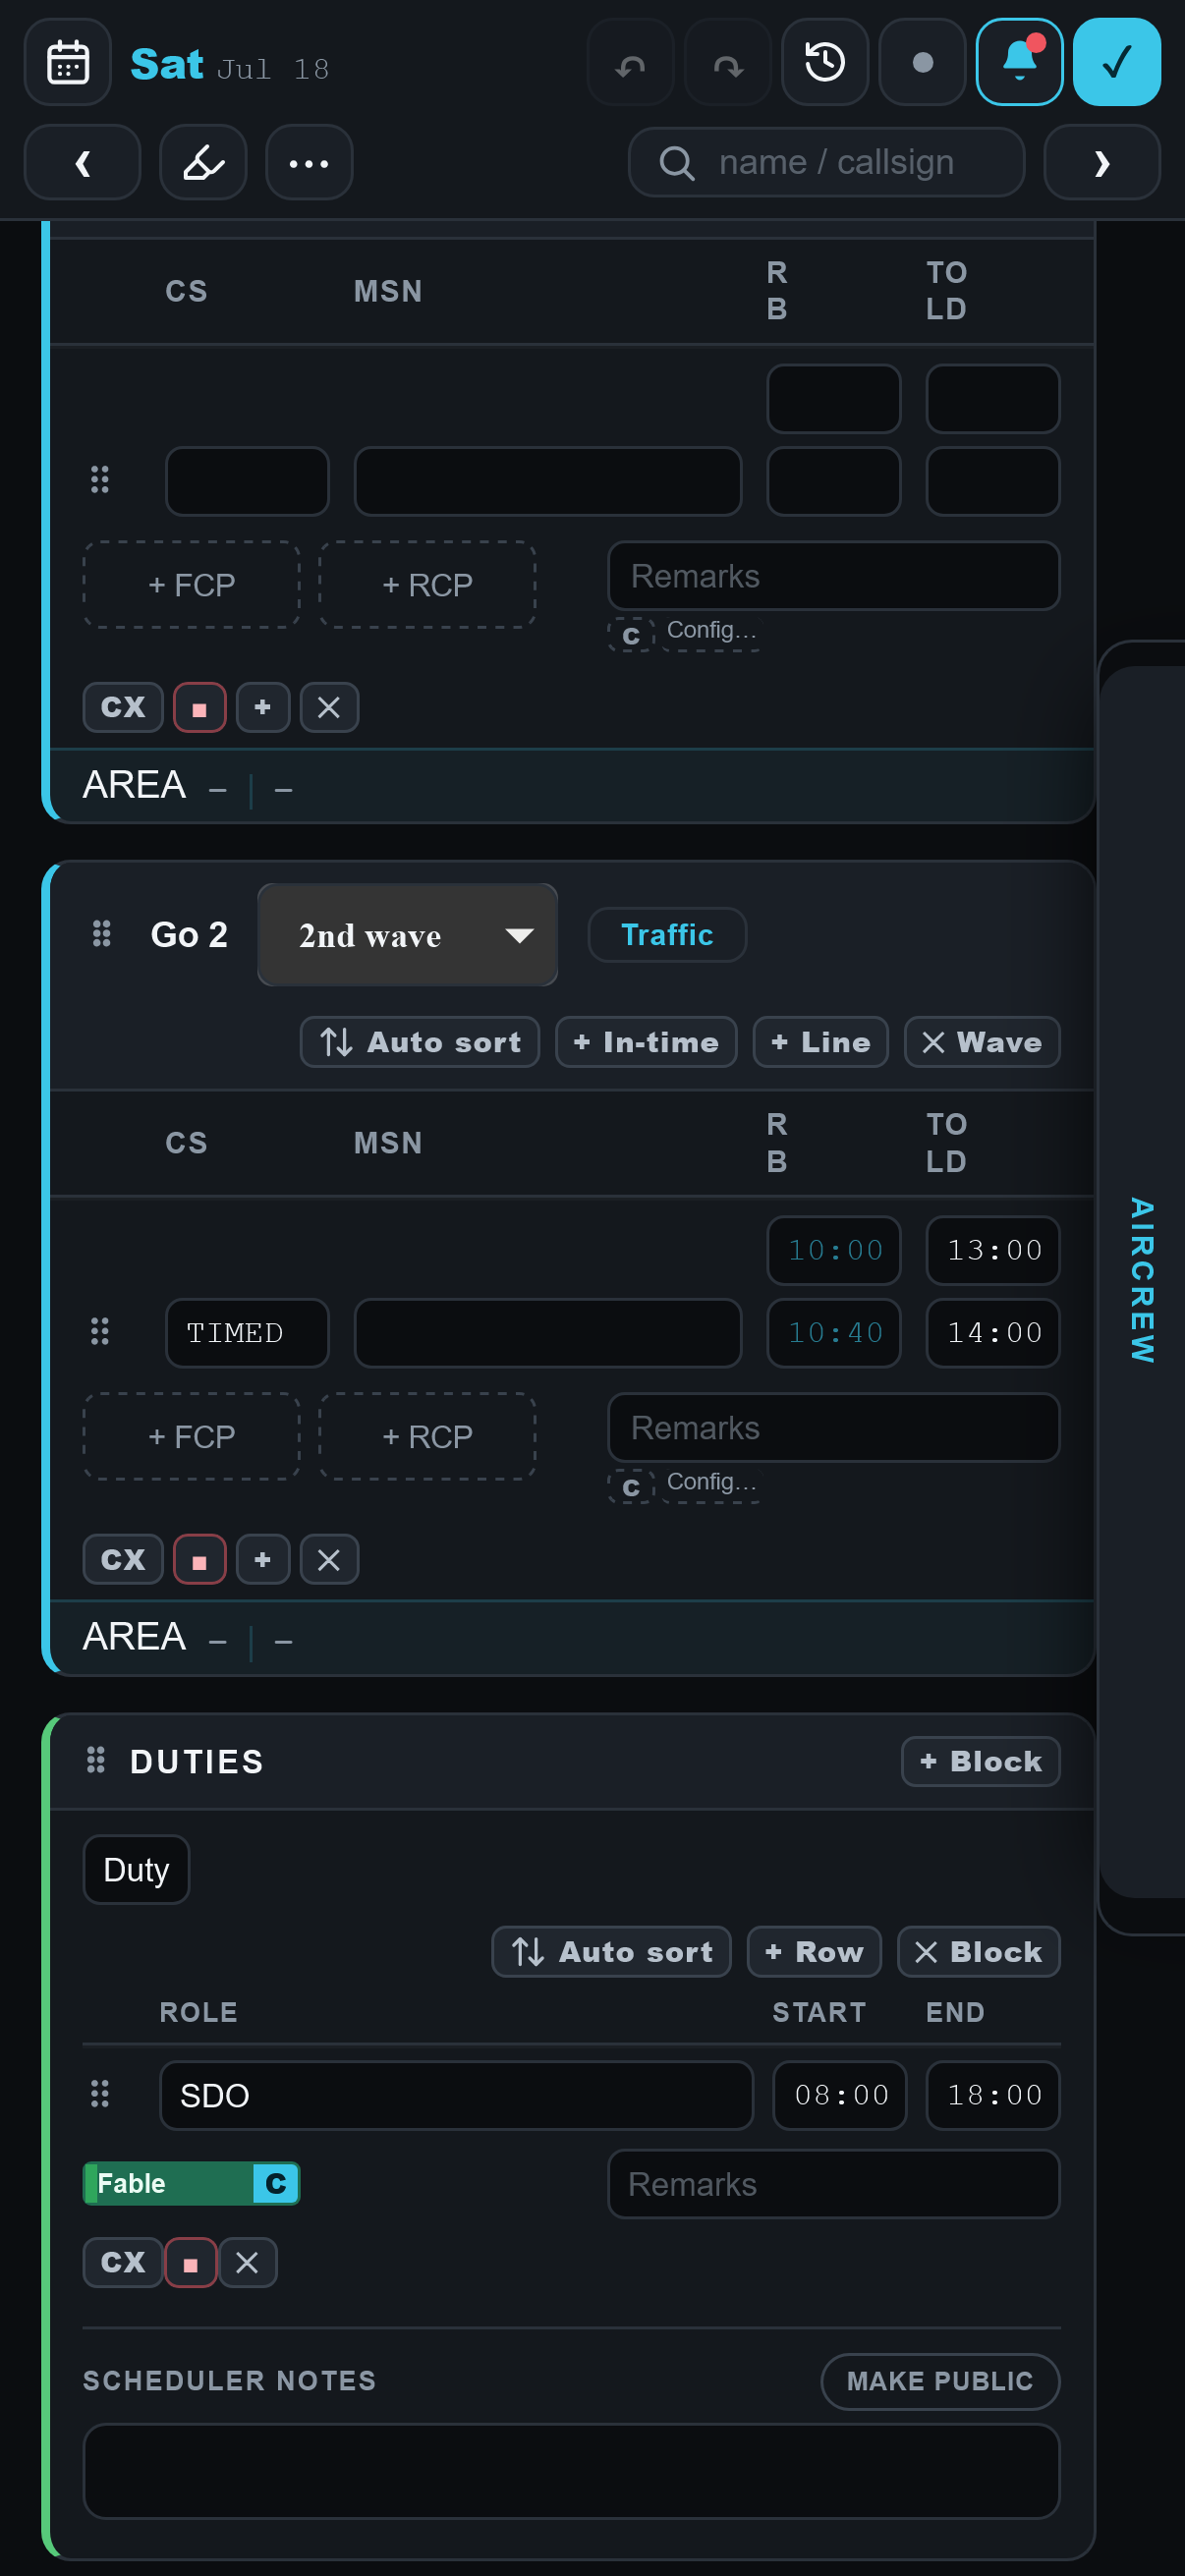 Sat Jul 18
name / callsign
CS MSN R TO
B LD
+ FCP + RCP Remarks
C Config...
CX +
AREA – | –
Go 2 2nd wave Traffic
Auto sort + In-time + Line × Wave
CS MSN R TO
B LD
10:00 13:00
TIMED 10:40 14:00
+ FCP + RCP Remarks
C Config...
CX +
AREA – | –
DUTIES + Block
Duty
Auto sort + Row × Block
ROLE START END
SDO 08:00 18:00
Fable C Remarks
CX
SCHEDULER NOTES MAKE PUBLIC
AIRCREW